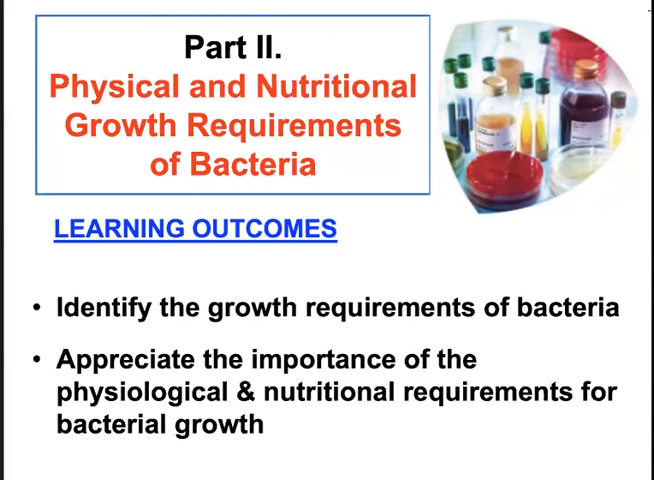 Part II.
Physical and Nutritional
Growth Requirements
of Bacteria
LEARNING OUTCOMES
• Identify the growth requirements of bacteria
• Appreciate the importance of the
physiological & nutritional requirements for
bacterial growth